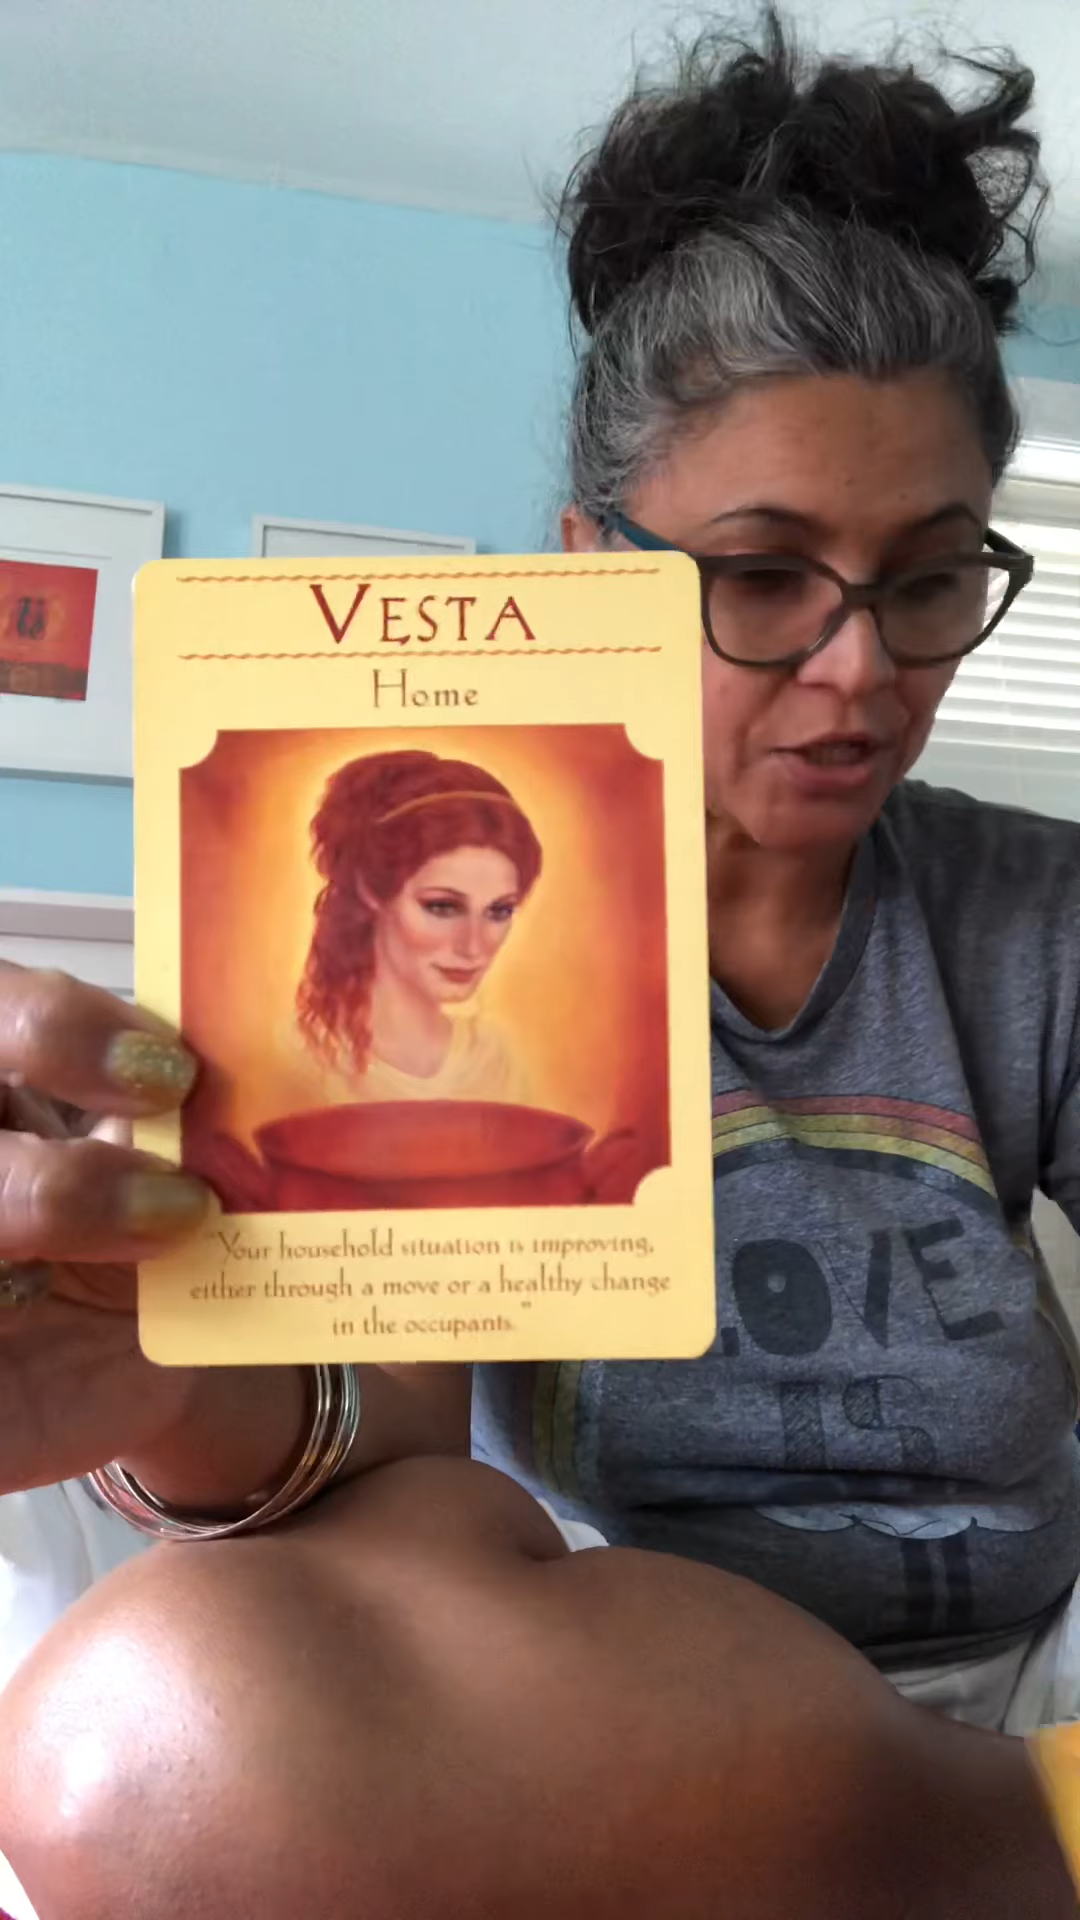 VESTA
Home
"Your household situation is improving,
either through a move or a healthy change
in the occupants."
LOVE
IS